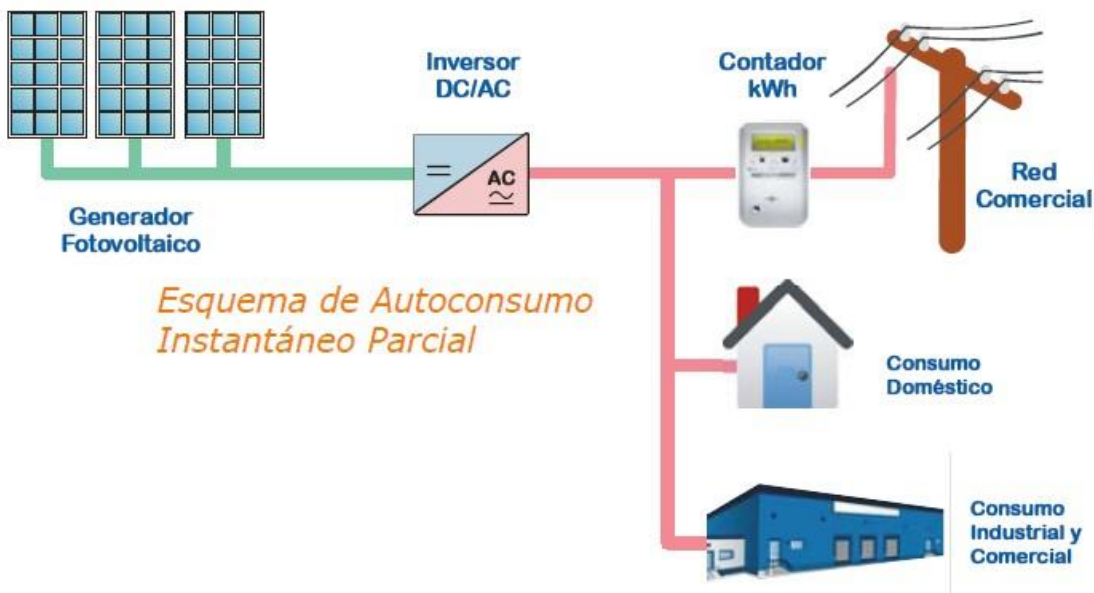 Inversor
DC/AC
Contador
kWh
AC
Red
Comercial
Generador
Fotovoltaico
Esquema de Autoconsumo
Instantáneo Parcial
Consumo
Doméstico
Consumo
Industrial y
Comercial